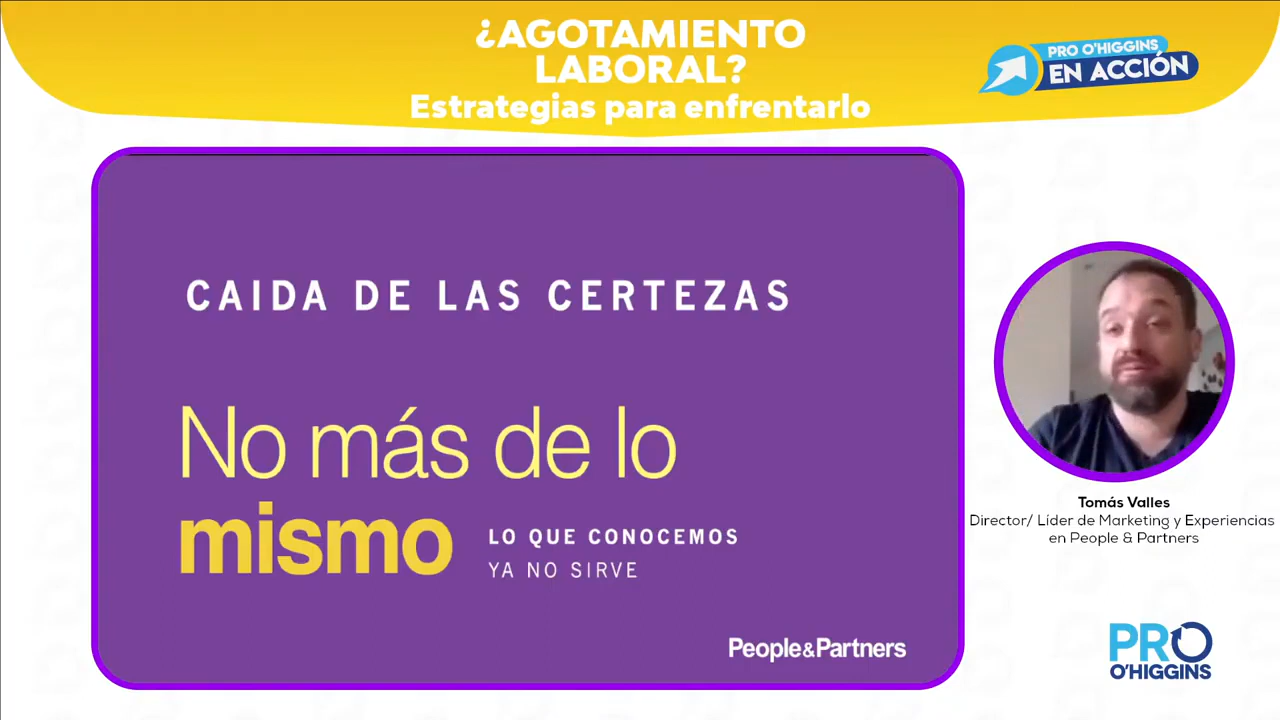 ¿AGOTAMIENTO
LABORAL?
Estrategias para enfrentarlo
PRO O'HIGGINS
EN ACCIÓN
CAIDA DE LAS CERTEZAS
No más de lo
mismo
LO QUE CONOCEMOS
YA NO SIRVE
People&Partners
Tomás Valles
Director/ Líder de Marketing y Experiencias
en People & Partners
PRO
O'HIGGINS